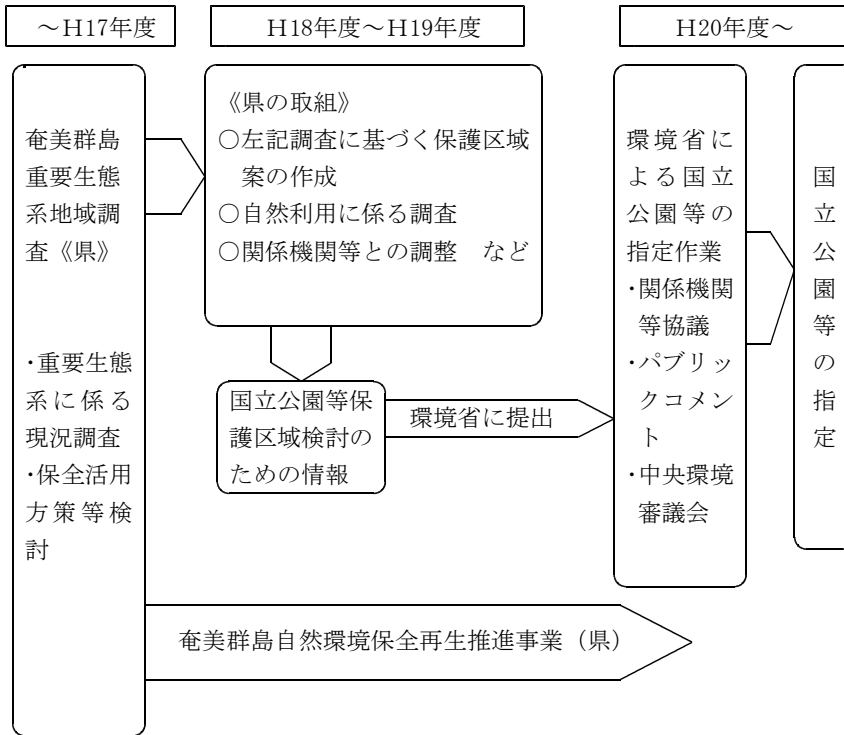 ～H17年度
H18年度～H19年度
H20年度～
奄美群島
重要生態
系地域調
査《県》
・重要生態
系に係る
現況調査
・保全活用
方策等検
討
《県の取組》
○左記調査に基づく保護区域
案の作成
○自然利用に係る調査
○関係機関等との調整　など
国立公園等保
護区域検討の
ための情報
環境省に提出
環境省に
よる国立
公園等の
指定作業
・関係機関
等協議
・パブリッ
クコメン
ト
・中央環境
審議会
国立公園等の指定
奄美群島自然環境保全再生推進事業（県）